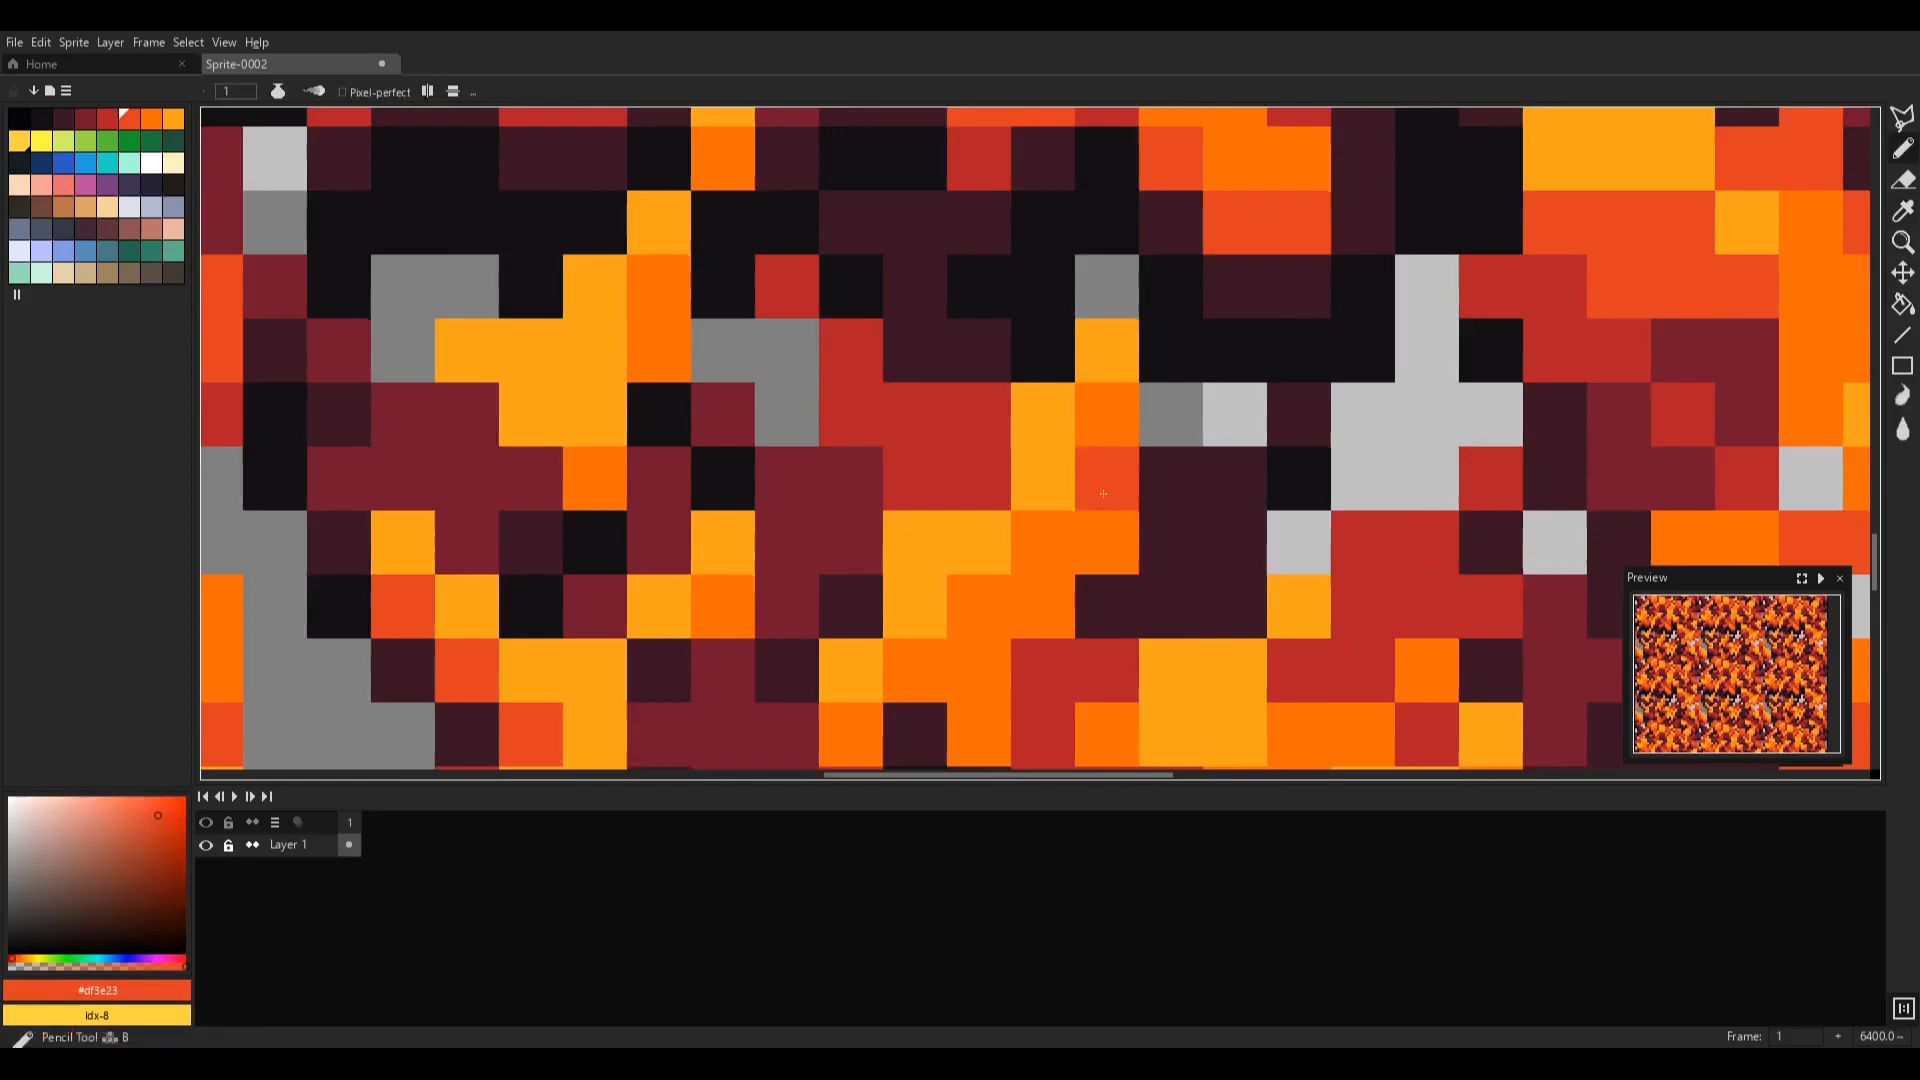 File Edit Sprite Layer Frame Select View Help
Home
Sprite-0002
1
Pixel-perfect
...
Preview
1
Layer 1
#df3e23
Idx-8
Pencil Tool B
Frame: 1
6400.0